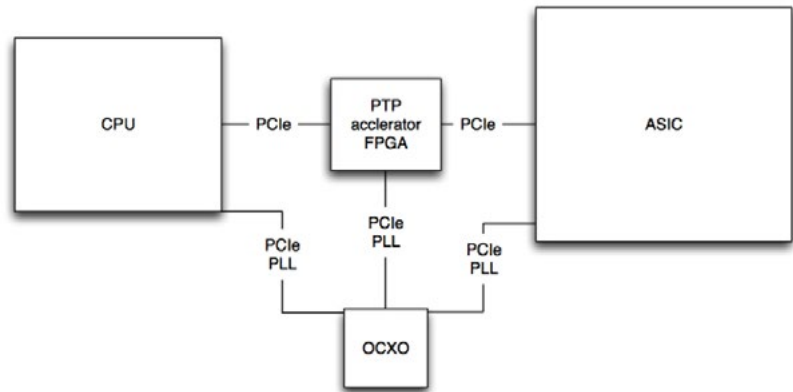 CPU
PCIe
PTP
acclerator
FPGA
PCIe
ASIC
PCIe
PLL
PCIe
PLL
PCIe
PLL
OCXO